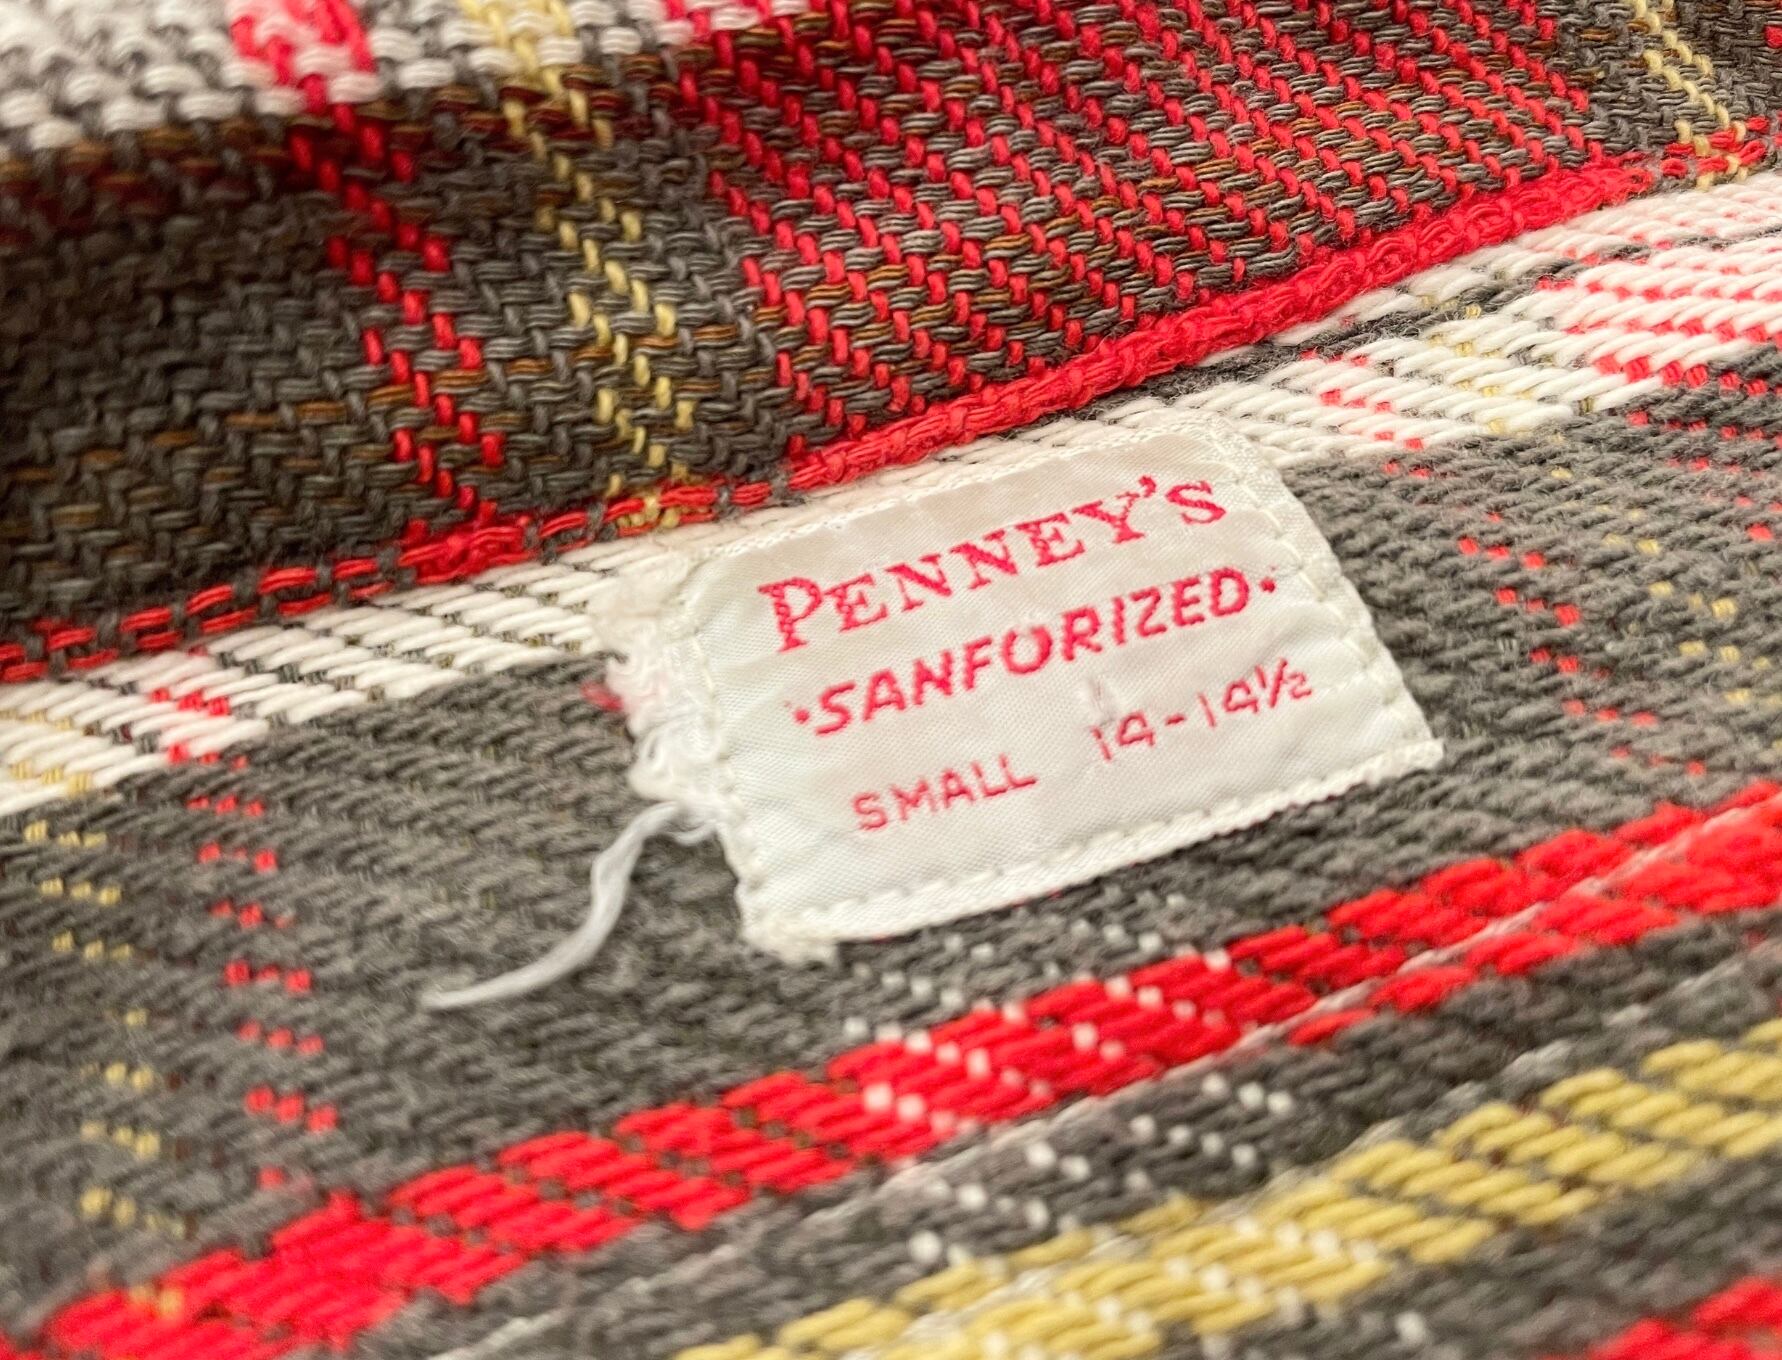 PENNEY'S
•SANFORIZED•
SMALL 14-14½